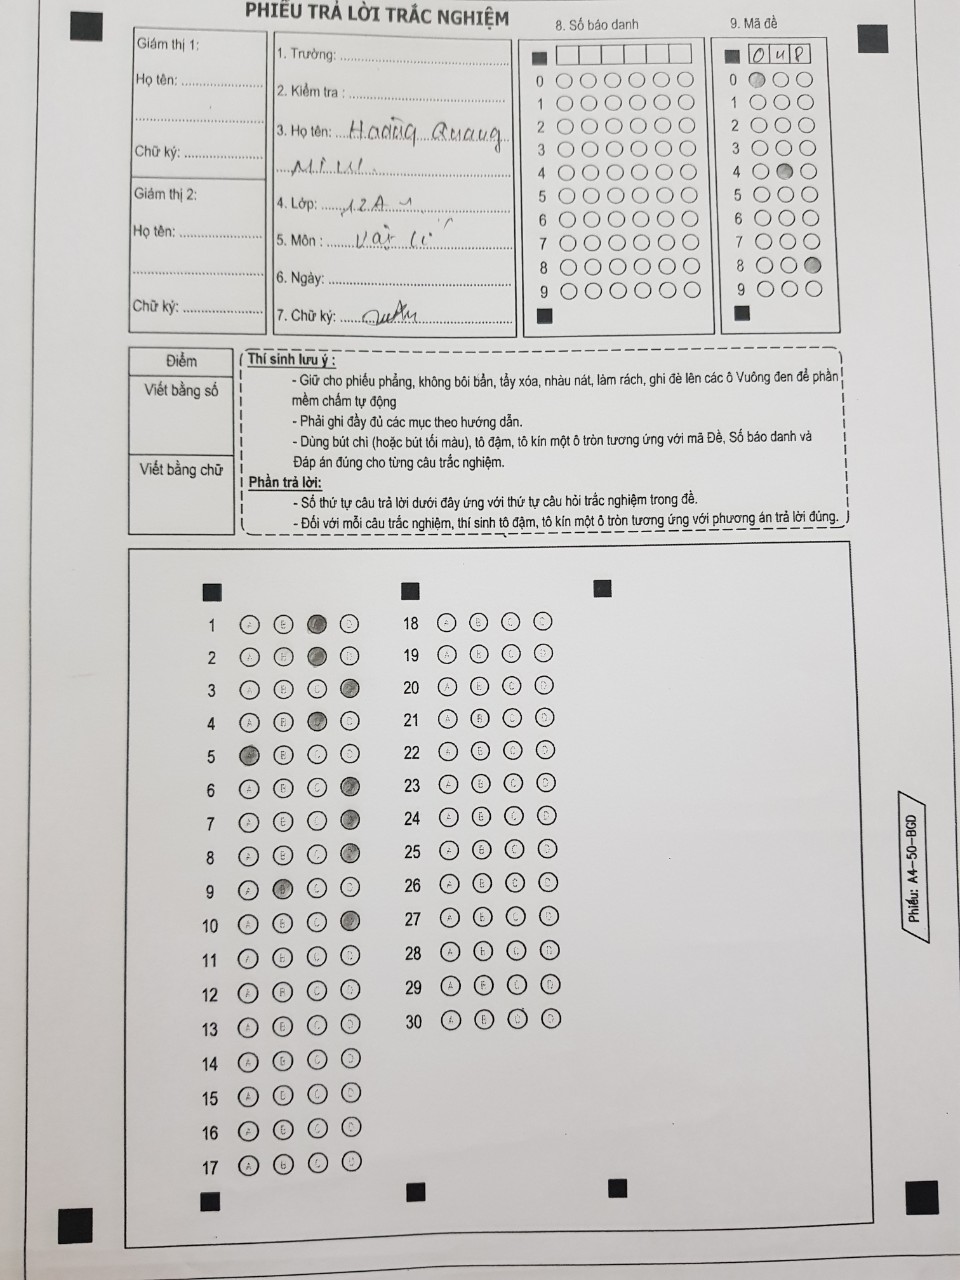 PHIẾU TRẢ LỜI TRẮC NGHIỆM
8. Số báo danh
9. Mã đề
048
Giám thị 1:
Họ tên:
Chữ ký:
Giám thị 2:
Họ tên:
Chữ ký:
1. Trường:
2. Kiểm tra :
3. Họ tên: Hoàng Quang
Minh
4. Lớp: 12A
5. Môn : Vật lí
6. Ngày:
7. Chữ ký:
0
1
2
3
4
5
6
7
8
9
0
1
2
3
4
5
6
7
8
9
Điểm
Viết bằng số
Viết bằng chữ
Thí sinh lưu ý :
- Giữ cho phiếu phẳng, không bôi bẩn, tẩy xóa, nhàu nát, làm rách, ghi đè lên các ô Vuông đen để phần
mềm chấm tự động
- Phải ghi đầy đủ các mục theo hướng dẫn.
- Dùng bút chì (hoặc bút tối màu), tô đậm, tô kín một ô tròn tương ứng với mã Đề, Số báo danh và
Đáp án đúng cho từng câu trắc nghiệm.
Phần trả lời:
- Số thứ tự câu trả lời dưới đây ứng với thứ tự câu hỏi trắc nghiệm trong đề.
- Đối với mỗi câu trắc nghiệm, thí sinh tô đậm, tô kín một ô tròn tương ứng với phương án trả lời đúng.
1
2
3
4
5
6
7
8
9
10
11
12
13
14
15
16
17
18
19
20
21
22
23
24
25
26
27
28
29
30
Phiếu: A4-50-BGD